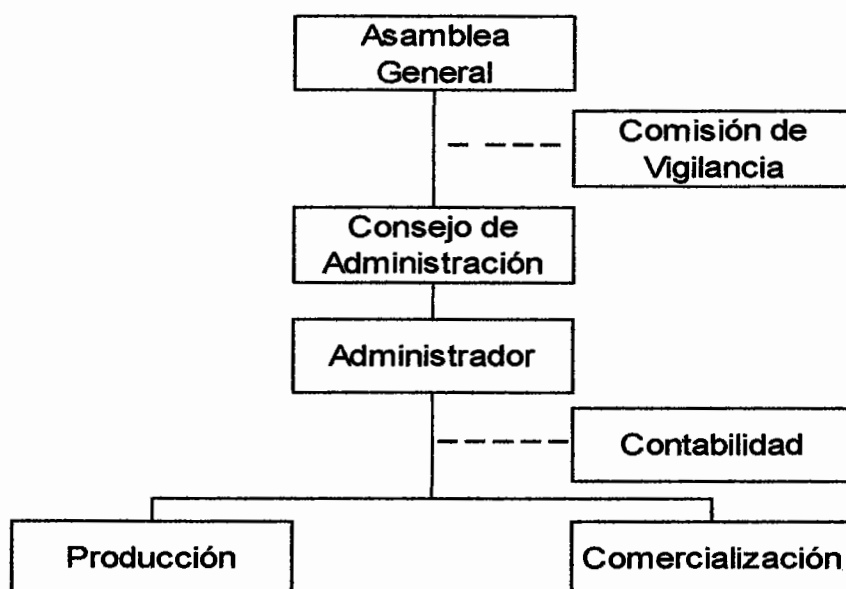 Asamblea
General
Comisión de
Vigilancia
Consejo de
Administración
Administrador
Contabilidad
Producción
Comercialización